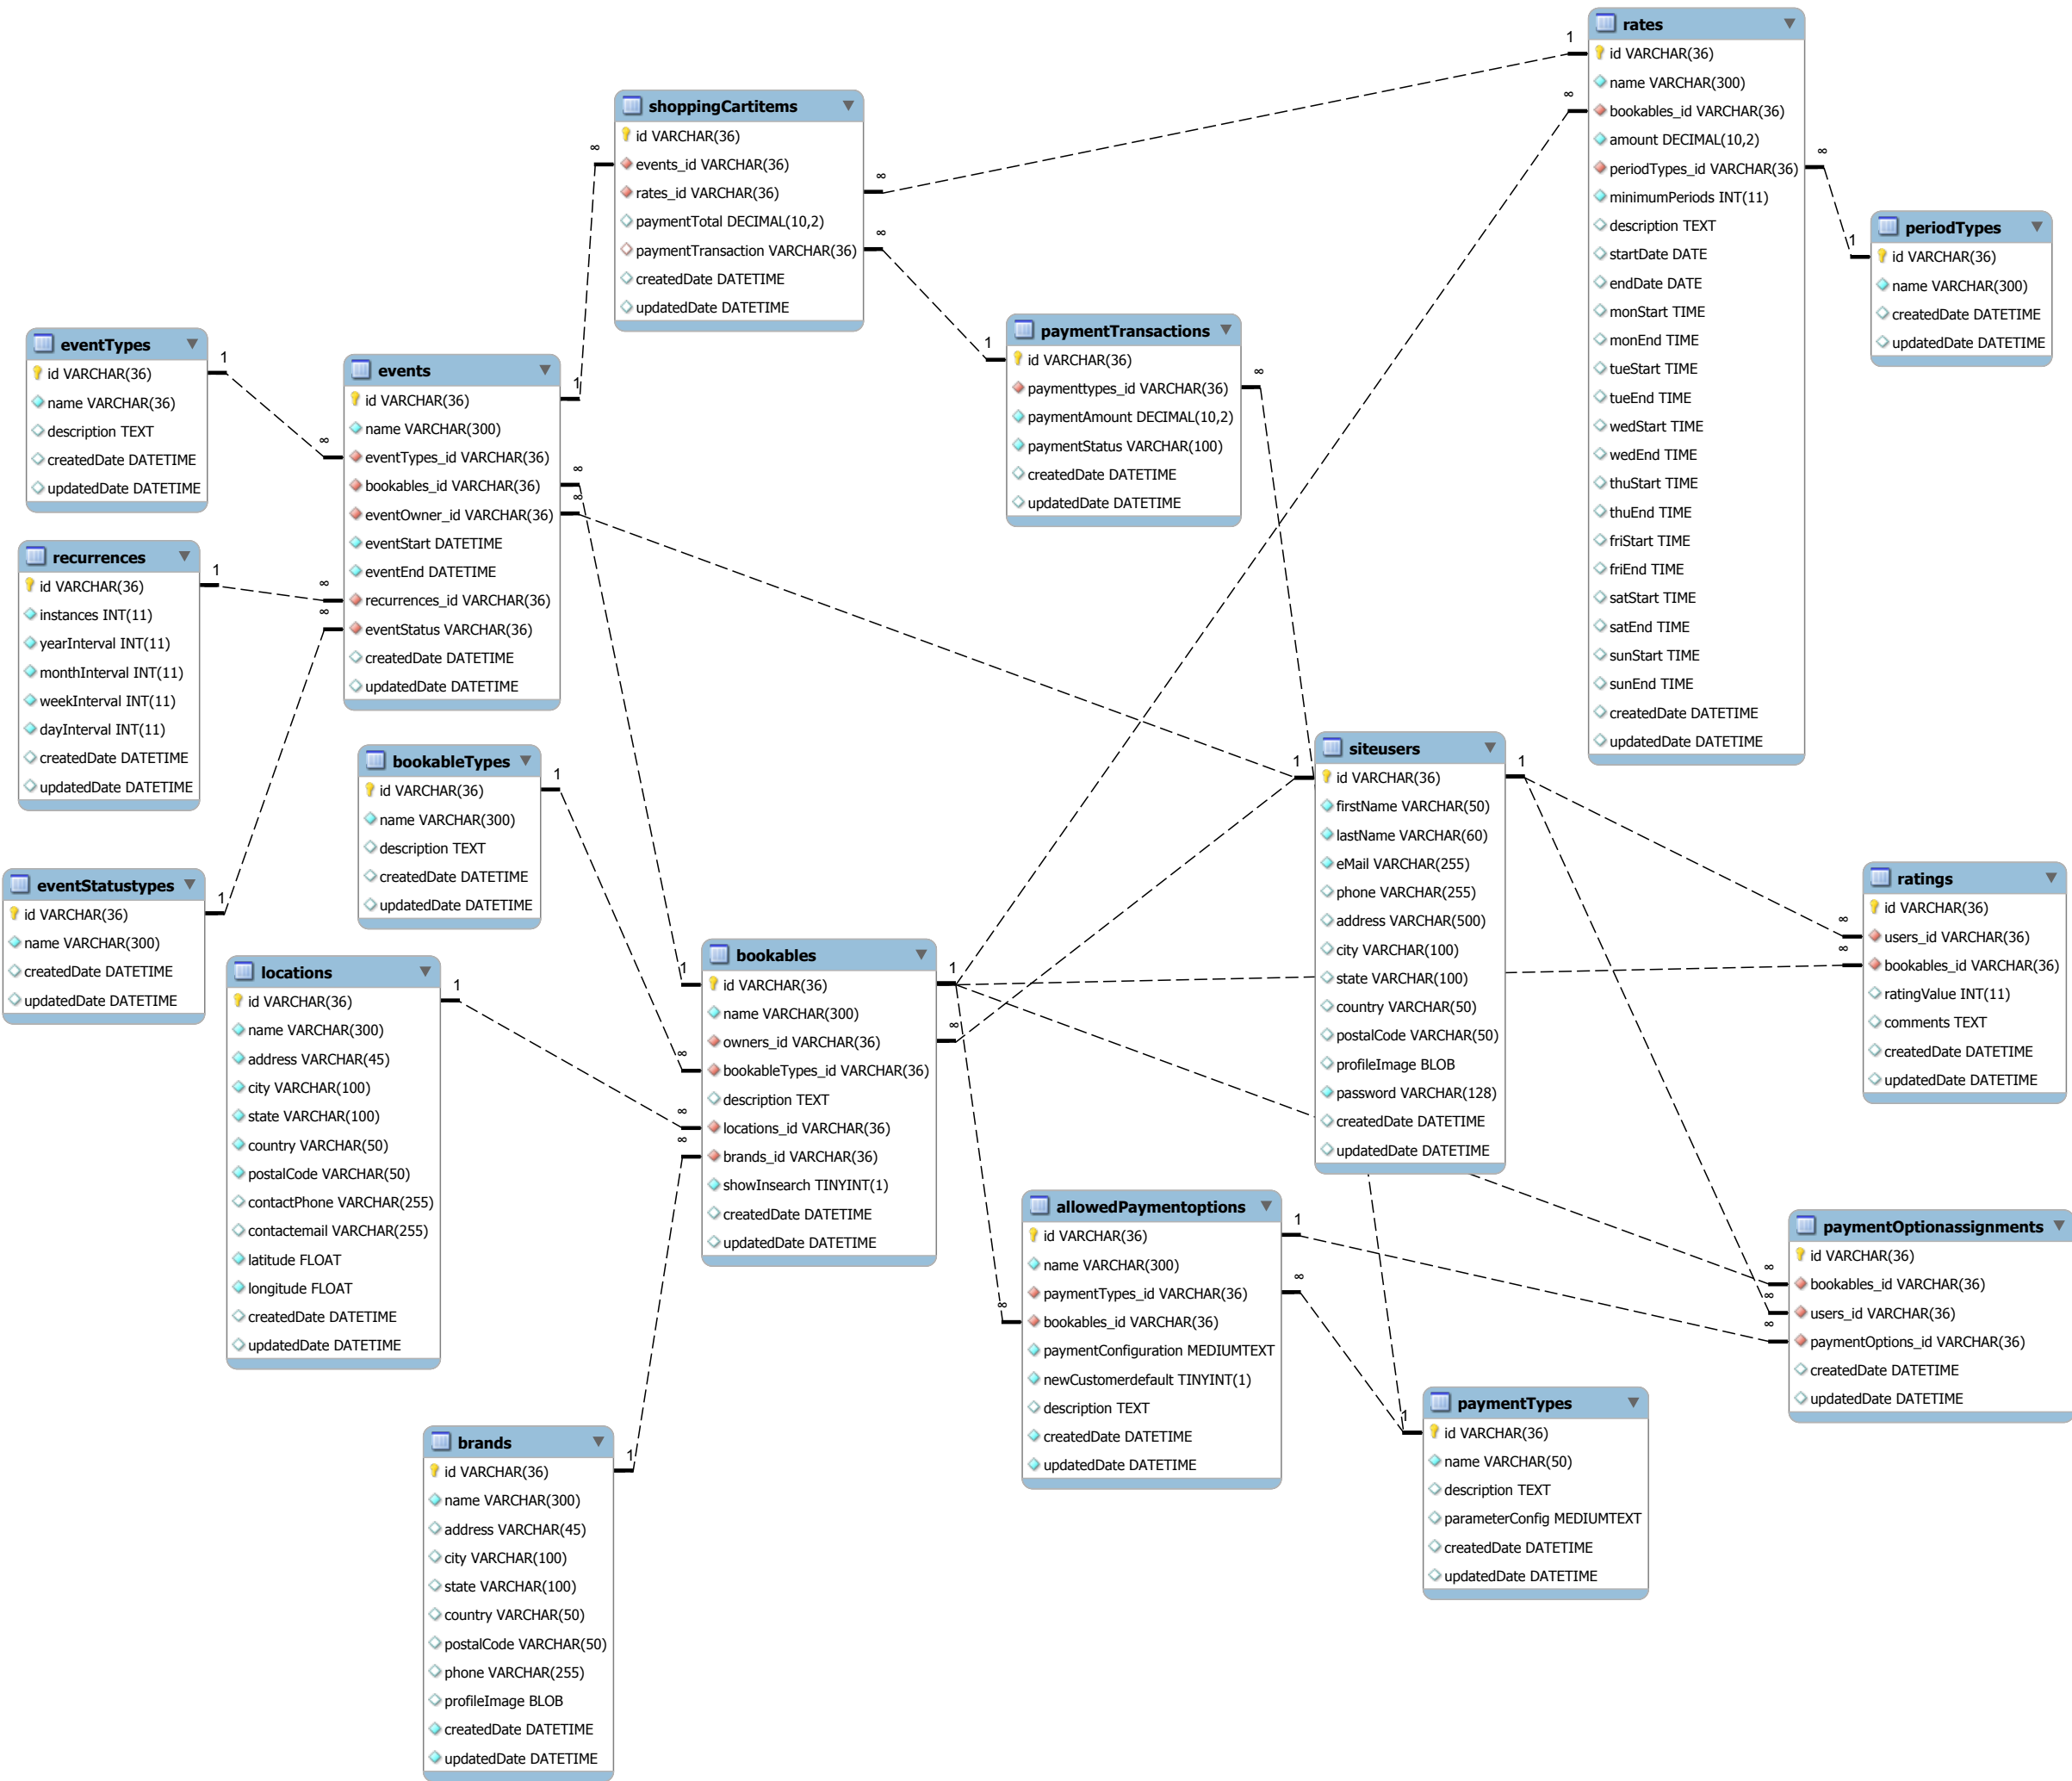 rates
id VARCHAR(36)
name VARCHAR(300)
bookables_id VARCHAR(36)
amount DECIMAL(10,2)
periodTypes_id VARCHAR(36)
minimumPeriods INT(11)
description TEXT
startDate DATE
endDate DATE
monStart TIME
monEnd TIME
tueStart TIME
tueEnd TIME
wedStart TIME
wedEnd TIME
thuStart TIME
thuEnd TIME
friStart TIME
friEnd TIME
satStart TIME
satEnd TIME
sunStart TIME
sunEnd TIME
createdDate DATETIME
updatedDate DATETIME
1
∞
∞
shoppingCartitems
id VARCHAR(36)
events_id VARCHAR(36)
rates_id VARCHAR(36)
paymentTotal DECIMAL(10,2)
paymentTransaction VARCHAR(36)
createdDate DATETIME
updatedDate DATETIME
∞
∞
∞
periodTypes
id VARCHAR(36)
name VARCHAR(300)
createdDate DATETIME
updatedDate DATETIME
1
paymentTransactions
id VARCHAR(36)
paymenttypes_id VARCHAR(36)
paymentAmount DECIMAL(10,2)
paymentStatus VARCHAR(100)
createdDate DATETIME
updatedDate DATETIME
1
∞
eventTypes
id VARCHAR(36)
name VARCHAR(36)
description TEXT
createdDate DATETIME
updatedDate DATETIME
1
events
id VARCHAR(36)
name VARCHAR(300)
eventTypes_id VARCHAR(36)
bookables_id VARCHAR(36)
eventOwner_id VARCHAR(36)
eventStart DATETIME
eventEnd DATETIME
recurrences_id VARCHAR(36)
eventStatus VARCHAR(36)
createdDate DATETIME
updatedDate DATETIME
1
∞
∞
∞
∞
∞
recurrences
id VARCHAR(36)
instances INT(11)
yearInterval INT(11)
monthInterval INT(11)
weekInterval INT(11)
dayInterval INT(11)
createdDate DATETIME
updatedDate DATETIME
1
bookableTypes
id VARCHAR(36)
name VARCHAR(300)
description TEXT
createdDate DATETIME
updatedDate DATETIME
1
siteusers
id VARCHAR(36)
firstName VARCHAR(50)
lastName VARCHAR(60)
eMail VARCHAR(255)
phone VARCHAR(255)
address VARCHAR(500)
city VARCHAR(100)
state VARCHAR(100)
country VARCHAR(50)
postalCode VARCHAR(50)
profileImage BLOB
password VARCHAR(128)
createdDate DATETIME
updatedDate DATETIME
1
1
eventStatustypes
id VARCHAR(36)
name VARCHAR(300)
createdDate DATETIME
updatedDate DATETIME
1
ratings
id VARCHAR(36)
users_id VARCHAR(36)
bookables_id VARCHAR(36)
ratingValue INT(11)
comments TEXT
createdDate DATETIME
updatedDate DATETIME
∞
∞
locations
id VARCHAR(36)
name VARCHAR(300)
address VARCHAR(45)
city VARCHAR(100)
state VARCHAR(100)
country VARCHAR(50)
postalCode VARCHAR(50)
contactPhone VARCHAR(255)
contactemail VARCHAR(255)
latitude FLOAT
longitude FLOAT
createdDate DATETIME
updatedDate DATETIME
1
bookables
id VARCHAR(36)
name VARCHAR(300)
owners_id VARCHAR(36)
bookableTypes_id VARCHAR(36)
description TEXT
locations_id VARCHAR(36)
brands_id VARCHAR(36)
showInsearch TINYINT(1)
createdDate DATETIME
updatedDate DATETIME
1
1
∞
∞
∞
∞
allowedPaymentoptions
id VARCHAR(36)
name VARCHAR(300)
paymentTypes_id VARCHAR(36)
bookables_id VARCHAR(36)
paymentConfiguration MEDIUMTEXT
newCustomerdefault TINYINT(1)
description TEXT
createdDate DATETIME
updatedDate DATETIME
1
∞
∞
paymentOptionassignments
id VARCHAR(36)
bookables_id VARCHAR(36)
users_id VARCHAR(36)
paymentOptions_id VARCHAR(36)
createdDate DATETIME
updatedDate DATETIME
∞
∞
∞
paymentTypes
id VARCHAR(36)
name VARCHAR(50)
description TEXT
parameterConfig MEDIUMTEXT
createdDate DATETIME
updatedDate DATETIME
1
brands
id VARCHAR(36)
name VARCHAR(300)
address VARCHAR(45)
city VARCHAR(100)
state VARCHAR(100)
country VARCHAR(50)
postalCode VARCHAR(50)
phone VARCHAR(255)
profileImage BLOB
createdDate DATETIME
updatedDate DATETIME
1